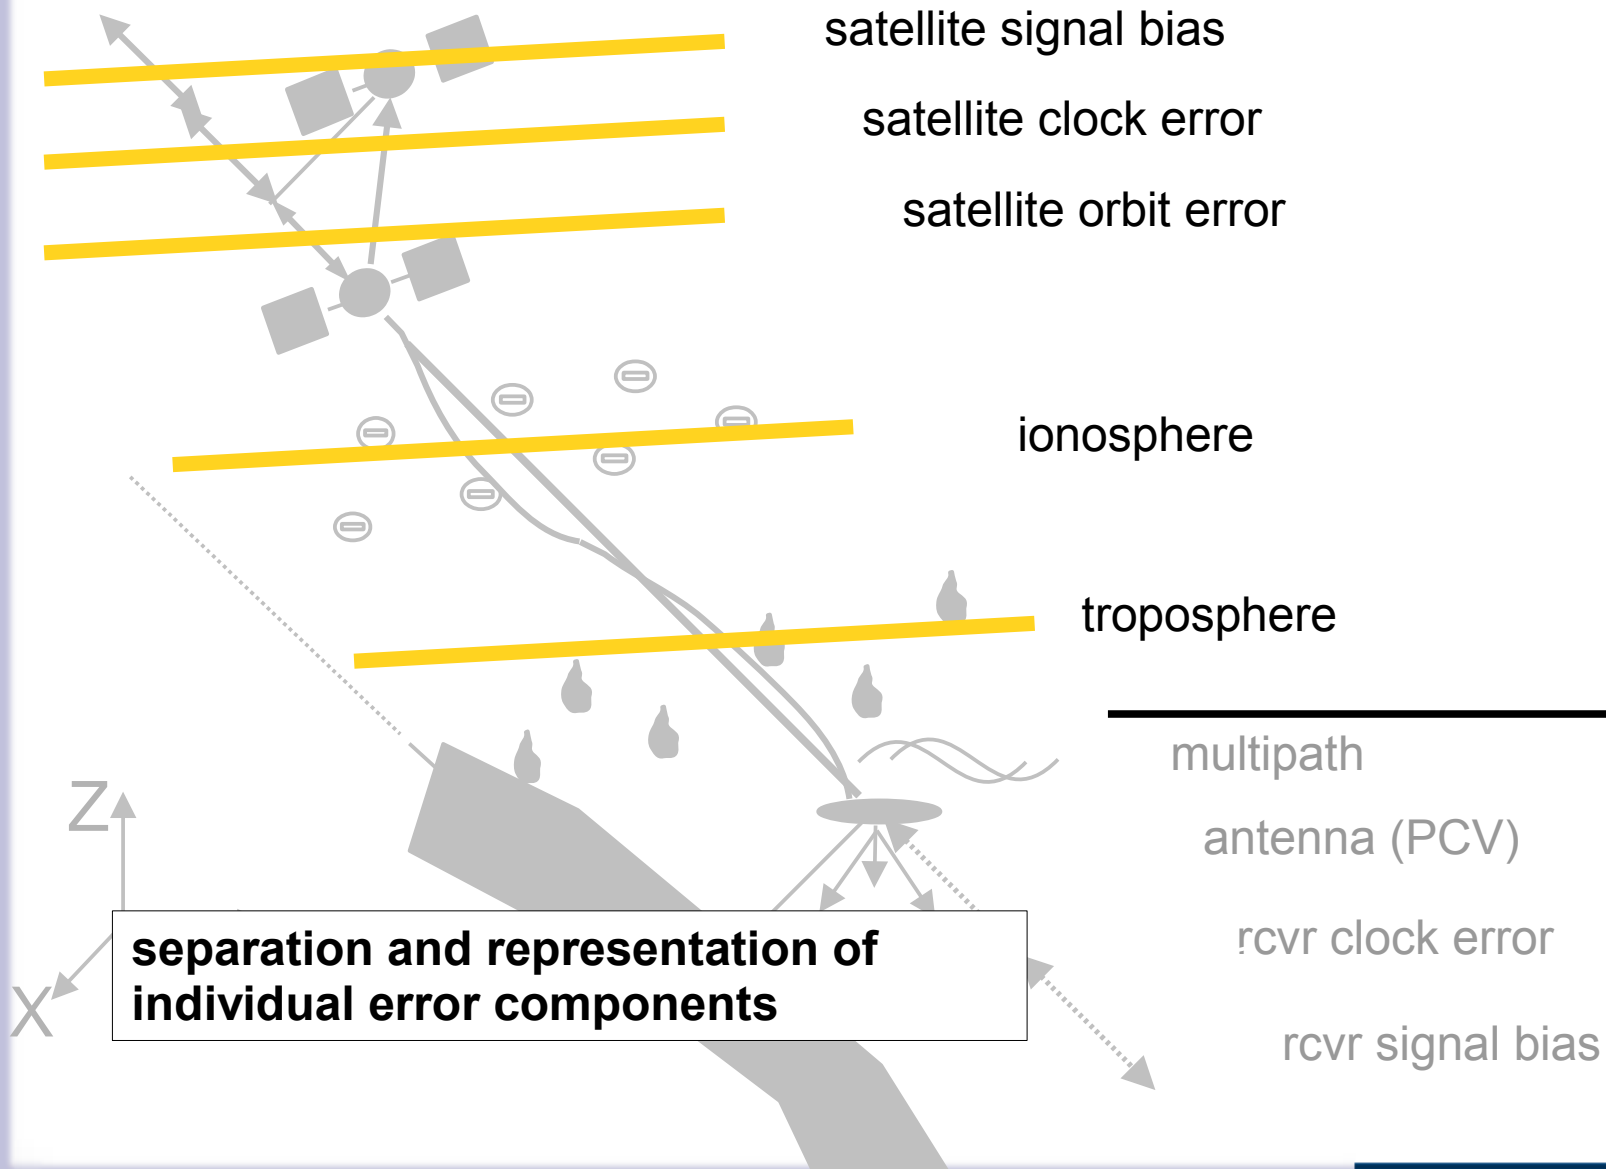 satellite signal bias
satellite clock error
satellite orbit error
ionosphere
troposphere
multipath
antenna (PCV)
rcvr clock error
rcvr signal bias
Z
X
separation and representation of
individual error components